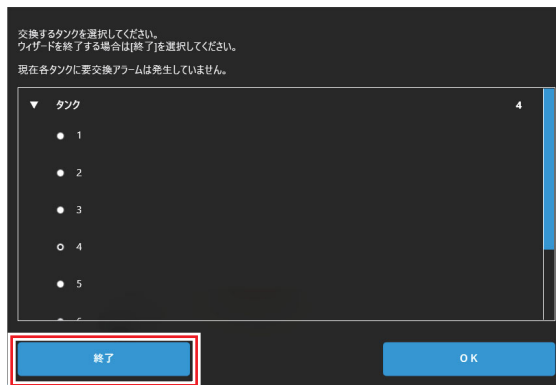 交換するタンクを選択してください。
ウィザードを終了する場合は[終了]を選択してください。
現在各タンクに要交換アラームは発生していません。
▼ タンク 4
1
2
3
4
5
終了 OK